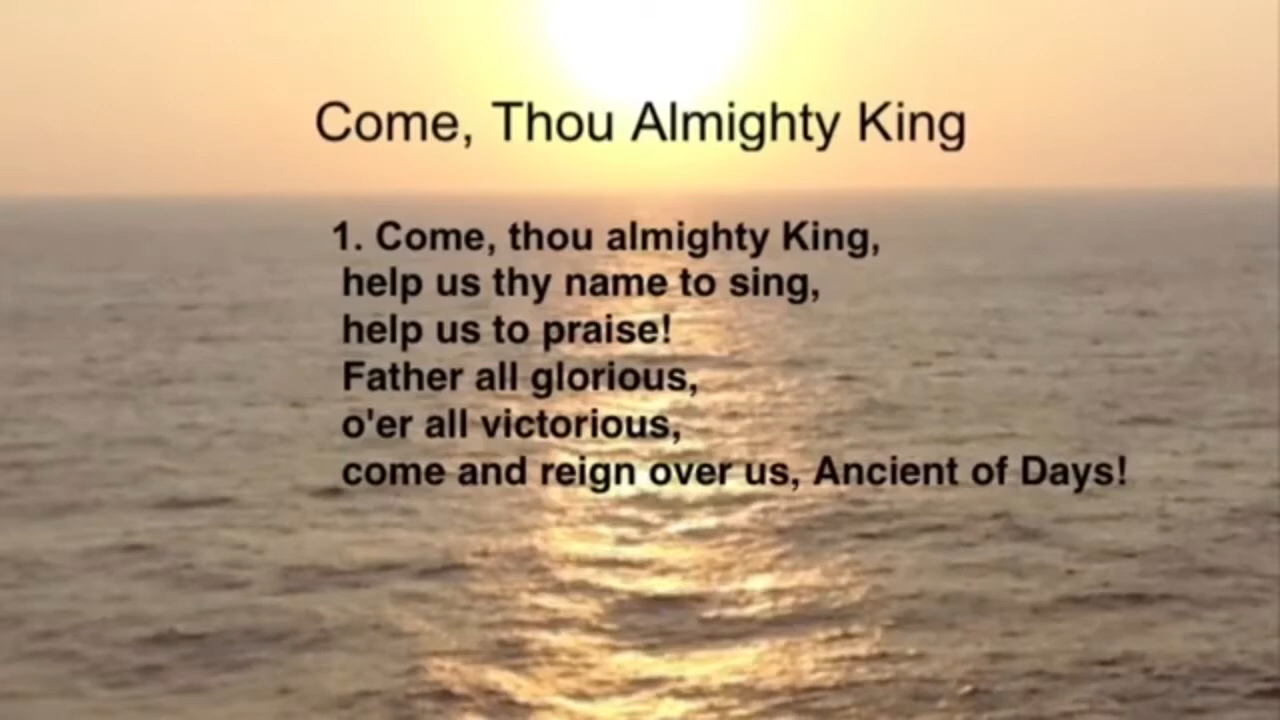 Come, Thou Almighty King
1. Come, thou almighty King,
help us thy name to sing,
help us to praise!
Father all glorious,
o'er all victorious,
come and reign over us, Ancient of Days!